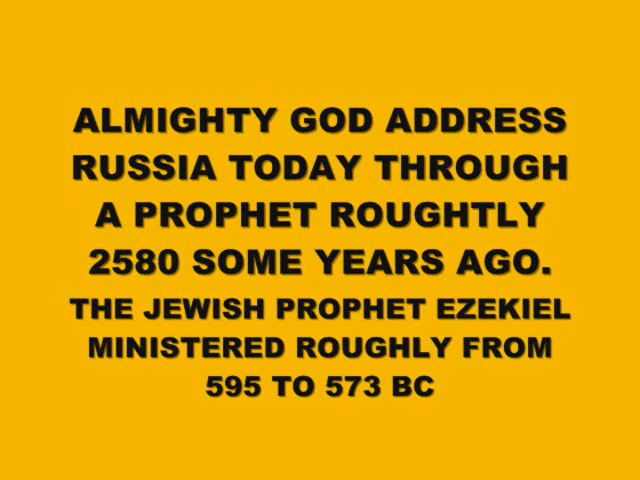 ALMIGHTY GOD ADDRESS
RUSSIA TODAY THROUGH
A PROPHET ROUGHTLY
2580 SOME YEARS AGO.
THE JEWISH PROPHET EZEKIEL
MINISTERED ROUGHLY FROM
595 TO 573 BC